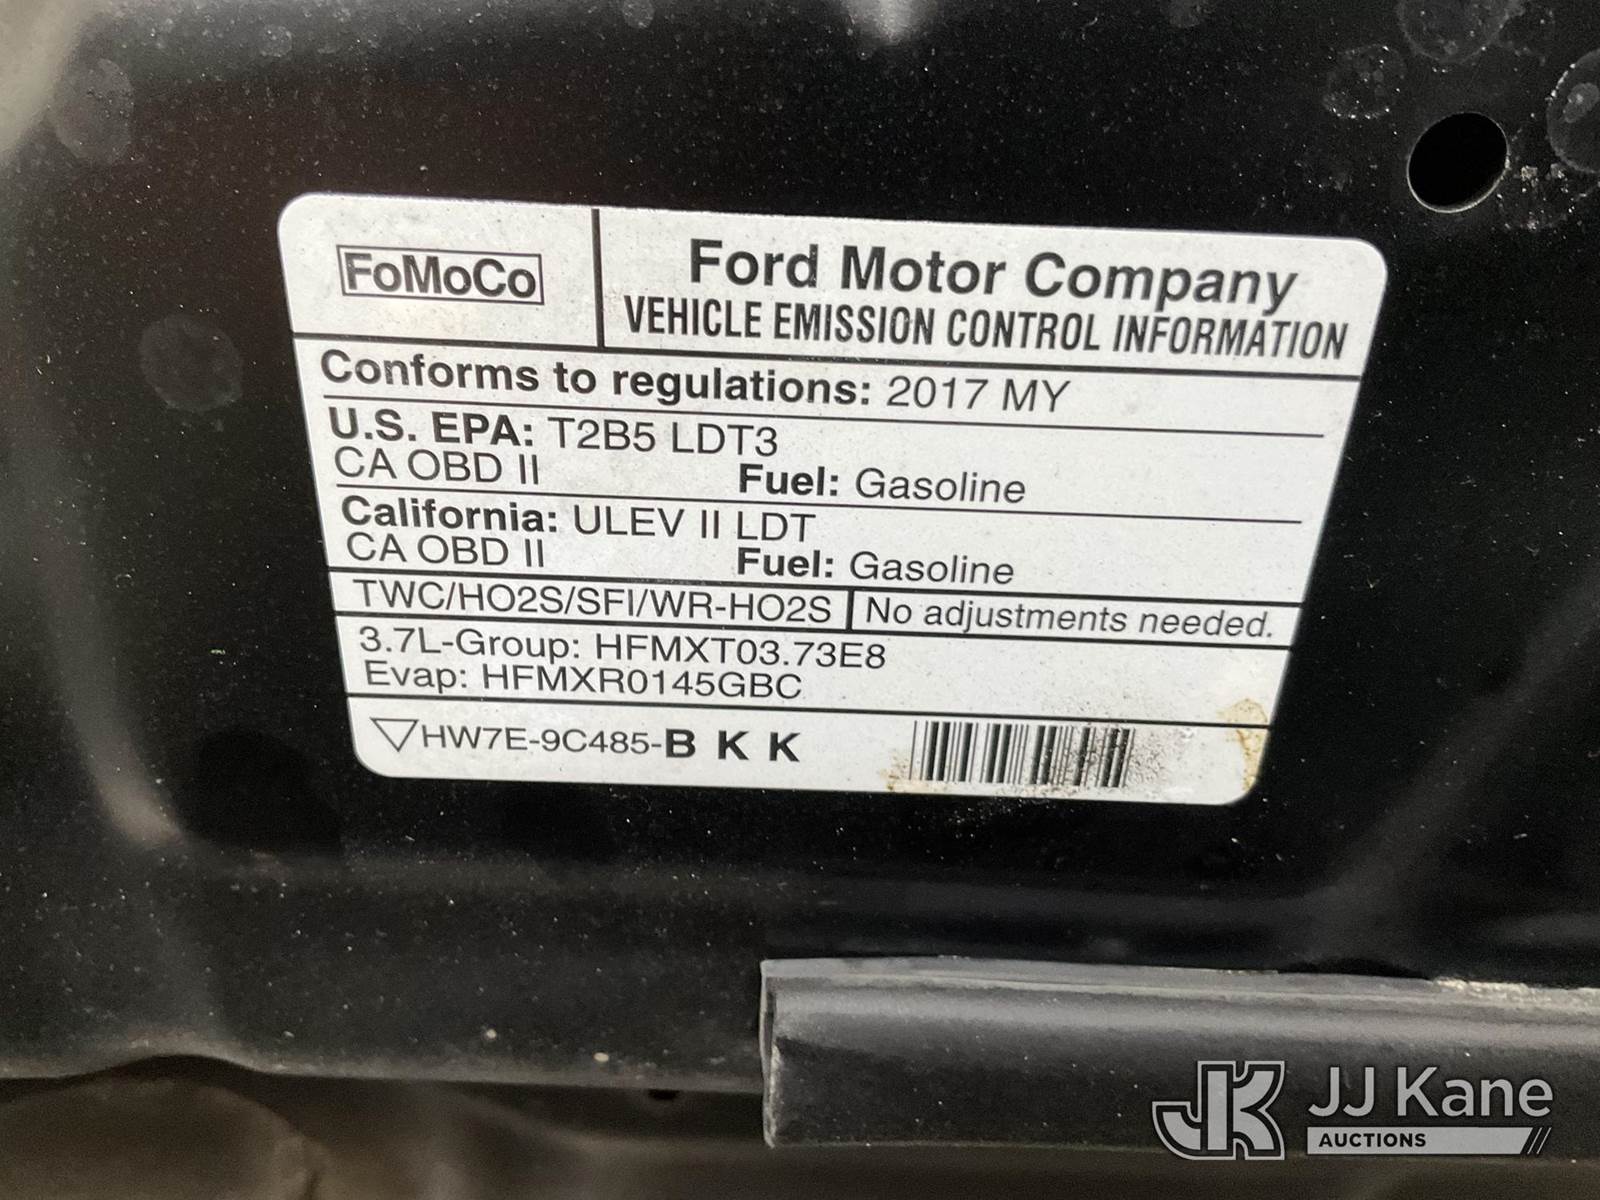 FoMoCo
Ford Motor Company
VEHICLE EMISSION CONTROL INFORMATION
Conforms to regulations: 2017 MY
U.S. EPA: T2B5 LDT3
CA OBD II Fuel: Gasoline
California: ULEV II LDT
CA OBD II Fuel: Gasoline
TWC/HO2S/SFI/WR-HO2S No adjustments needed.
3.7L-Group: HFMXT03.73E8
Evap: HFMXR0145GBC
HW7E-9C485-B K K
JK JJ Kane
AUCTIONS